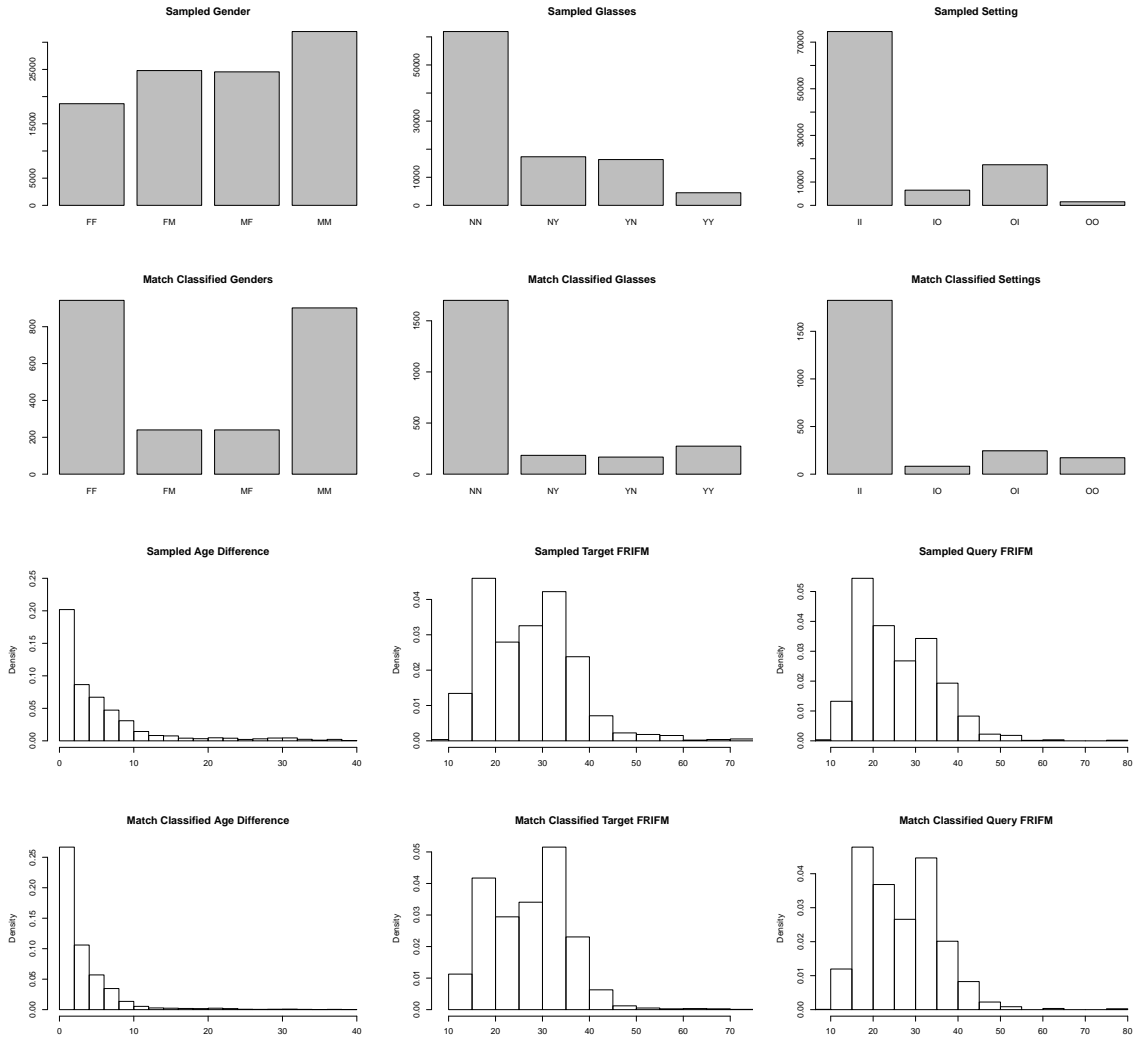 Sampled Gender
0 5000 15000 25000
FF FM MF MM
Sampled Glasses
0 10000 30000 50000
NN NY YN YY
Sampled Setting
0 10000 30000 50000 70000
II IO OI OO
Match Classified Genders
0 200 400 600 800
FF FM MF MM
Match Classified Glasses
0 500 1000 1500
NN NY YN YY
Match Classified Settings
0 500 1000 1500
II IO OI OO
Sampled Age Difference
Density
0.00 0.05 0.10 0.15 0.20 0.25
0 10 20 30 40
Sampled Target FRIFM
Density
0.00 0.01 0.02 0.03 0.04
10 20 30 40 50 60 70
Sampled Query FRIFM
Density
0.00 0.01 0.02 0.03 0.04 0.05
10 20 30 40 50 60 70 80
Match Classified Age Difference
Density
0.00 0.05 0.10 0.15 0.20 0.25
0 10 20 30 40
Match Classified Target FRIFM
Density
0.00 0.01 0.02 0.03 0.04 0.05
10 20 30 40 50 60 70
Match Classified Query FRIFM
Density
0.00 0.01 0.02 0.03 0.04
10 20 30 40 50 60 70 80